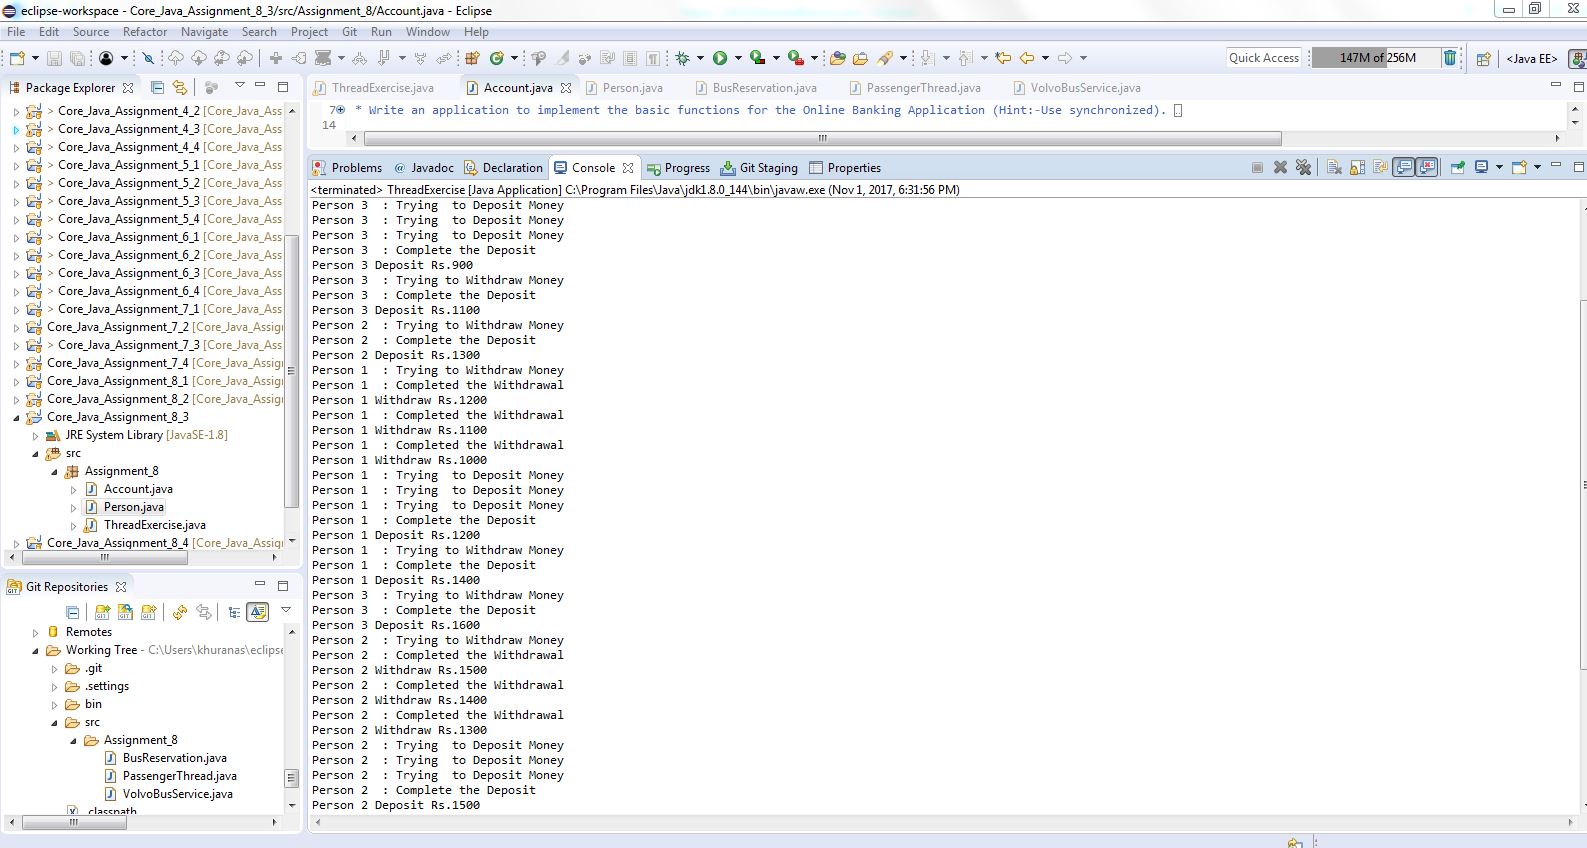 eclipse-workspace - Core_Java_Assignment_8_3/src/Assignment_8/Account.java - Eclipse
File Edit Source Refactor Navigate Search Project Git Run Window Help
Quick Access 147M of 256M <Java EE>
Package Explorer
> Core_Java_Assignment_4_2 [Core_Java_Ass
> Core_Java_Assignment_4_3 [Core_Java_Ass
> Core_Java_Assignment_4_4 [Core_Java_Ass
> Core_Java_Assignment_5_1 [Core_Java_Ass
> Core_Java_Assignment_5_2 [Core_Java_Ass
> Core_Java_Assignment_5_3 [Core_Java_Ass
> Core_Java_Assignment_5_4 [Core_Java_Ass
> Core_Java_Assignment_6_1 [Core_Java_Ass
> Core_Java_Assignment_6_2 [Core_Java_Ass
> Core_Java_Assignment_6_3 [Core_Java_Ass
> Core_Java_Assignment_6_4 [Core_Java_Ass
> Core_Java_Assignment_7_1 [Core_Java_Ass
Core_Java_Assignment_7_2 [Core_Java_Assig
> Core_Java_Assignment_7_3 [Core_Java_Ass
Core_Java_Assignment_7_4 [Core_Java_Assig
Core_Java_Assignment_8_1 [Core_Java_Assig
Core_Java_Assignment_8_2 [Core_Java_Assig
Core_Java_Assignment_8_3
JRE System Library [JavaSE-1.8]
src
Assignment_8
Account.java
Person.java
ThreadExercise.java
Core_Java_Assignment_8_4 [Core_Java_Assig
Git Repositories
Remotes
Working Tree - C:\Users\khuranas\eclipse
.git
.settings
bin
src
Assignment_8
BusReservation.java
PassengerThread.java
VolvoBusService.java
.classpath
ThreadExercise.java Account.java Person.java BusReservation.java PassengerThread.java VolvoBusService.java
7 * Write an application to implement the basic functions for the Online Banking Application (Hint:-Use synchronized).
14
Problems Javadoc Declaration Console Progress Git Staging Properties
<terminated> ThreadExercise [Java Application] C:\Program Files\Java\jdk1.8.0_144\bin\javaw.exe (Nov 1, 2017, 6:31:56 PM)
Person 3  : Trying  to Deposit Money
Person 3  : Trying  to Deposit Money
Person 3  : Trying  to Deposit Money
Person 3  : Complete the Deposit
Person 3 Deposit Rs.900
Person 3  : Trying to Withdraw Money
Person 3  : Complete the Deposit
Person 3 Deposit Rs.1100
Person 2  : Trying to Withdraw Money
Person 2  : Complete the Deposit
Person 2 Deposit Rs.1300
Person 1  : Trying to Withdraw Money
Person 1  : Completed the Withdrawal
Person 1 Withdraw Rs.1200
Person 1  : Completed the Withdrawal
Person 1 Withdraw Rs.1100
Person 1  : Completed the Withdrawal
Person 1 Withdraw Rs.1000
Person 1  : Trying  to Deposit Money
Person 1  : Trying  to Deposit Money
Person 1  : Trying  to Deposit Money
Person 1  : Complete the Deposit
Person 1 Deposit Rs.1200
Person 1  : Trying to Withdraw Money
Person 1  : Complete the Deposit
Person 1 Deposit Rs.1400
Person 3  : Trying to Withdraw Money
Person 3  : Complete the Deposit
Person 3 Deposit Rs.1600
Person 2  : Trying to Withdraw Money
Person 2  : Completed the Withdrawal
Person 2 Withdraw Rs.1500
Person 2  : Completed the Withdrawal
Person 2 Withdraw Rs.1400
Person 2  : Completed the Withdrawal
Person 2 Withdraw Rs.1300
Person 2  : Trying  to Deposit Money
Person 2  : Trying  to Deposit Money
Person 2  : Trying  to Deposit Money
Person 2  : Complete the Deposit
Person 2 Deposit Rs.1500